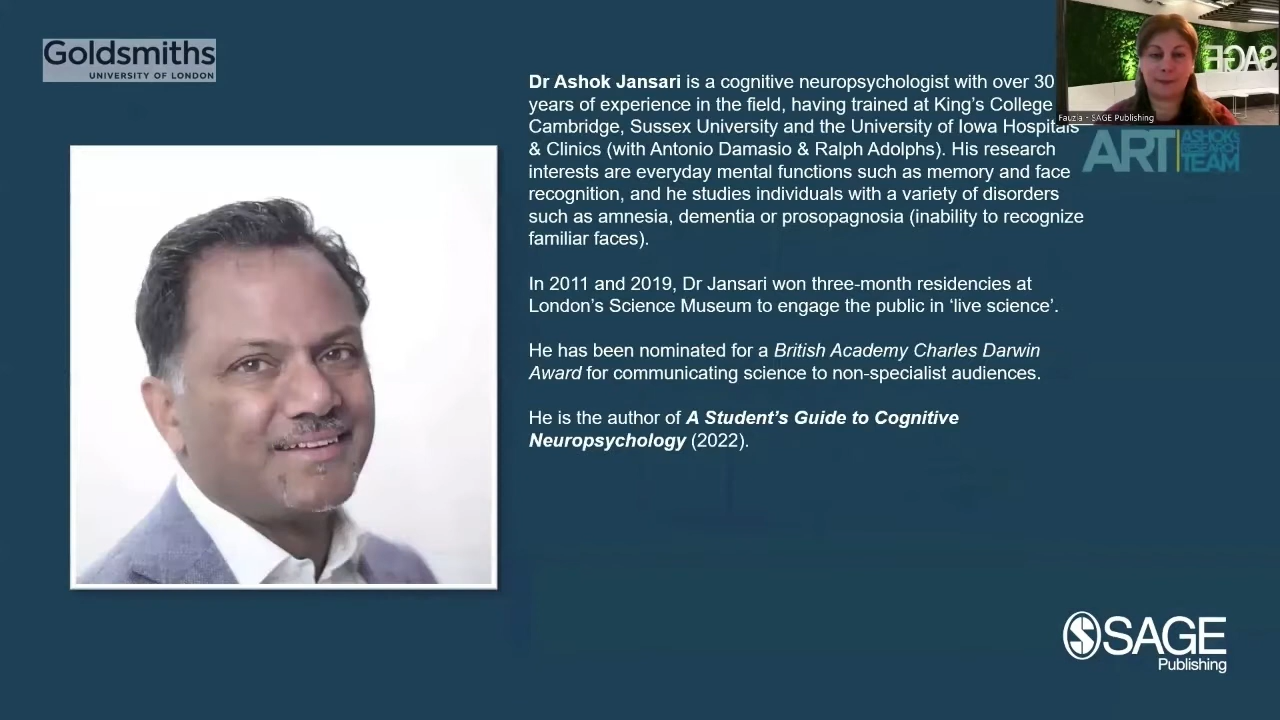 Goldsmiths
UNIVERSITY OF LONDON
Dr Ashok Jansari is a cognitive neuropsychologist with over 30
years of experience in the field, having trained at King's College
Cambridge, Sussex University and the University of Iowa Hospitals
& Clinics (with Antonio Damasio & Ralph Adolphs). His research
interests are everyday mental functions such as memory and face
recognition, and he studies individuals with a variety of disorders
such as amnesia, dementia or prosopagnosia (inability to recognize
familiar faces).
In 2011 and 2019, Dr Jansari won three-month residencies at
London's Science Museum to engage the public in ‘live science’.
He has been nominated for a British Academy Charles Darwin
Award for communicating science to non-specialist audiences.
He is the author of A Student's Guide to Cognitive
Neuropsychology (2022).
SAGE
Fauzia - SAGE Publishing
ART
ASHOK's
RESEARCH
TEAM
SAGE
Publishing